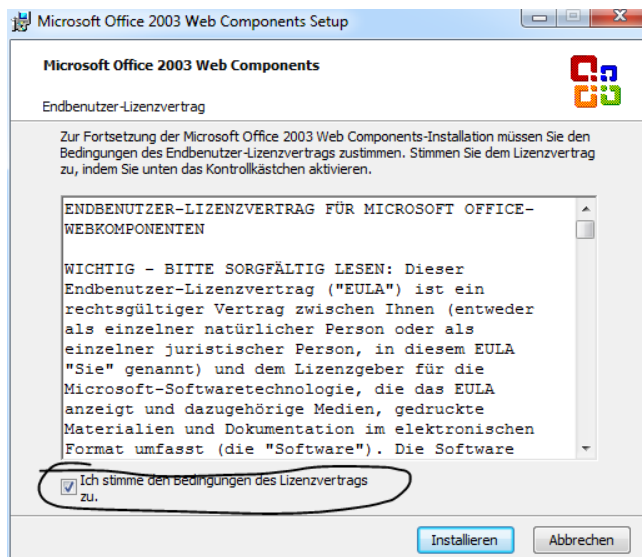 Microsoft Office 2003 Web Components Setup
Microsoft Office 2003 Web Components
Endbenutzer-Lizenzvertrag
Zur Fortsetzung der Microsoft Office 2003 Web Components-Installation müssen Sie den
Bedingungen des Endbenutzer-Lizenzvertrags zustimmen. Stimmen Sie dem Lizenzvertrag
zu, indem Sie unten das Kontrollkästchen aktivieren.
ENDBENUTZER-LIZENZVERTRAG FÜR MICROSOFT OFFICE-
WEBKOMPONENTEN
WICHTIG - BITTE SORGFÄLTIG LESEN: Dieser
Endbenutzer-Lizenzvertrag ("EULA") ist ein
rechtsgültiger Vertrag zwischen Ihnen (entweder
als einzelner natürlicher Person oder als
einzelner juristischer Person, in diesem EULA
"Sie" genannt) und dem Lizenzgeber für die
Microsoft-Softwaretechnologie, die das EULA
anzeigt und dazugehörige Medien, gedruckte
Materialien und Dokumentation im elektronischen
Format umfasst (die "Software"). Die Software
Ich stimme den Bedingungen des Lizenzvertrags
zu.
Installieren
Abbrechen